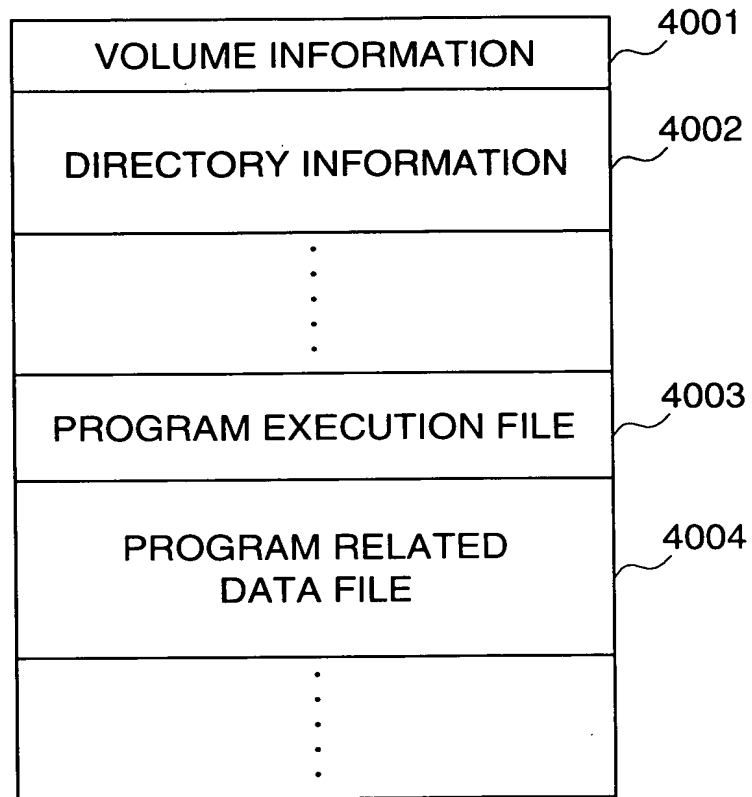 VOLUME INFORMATION 4001
DIRECTORY INFORMATION 4002
PROGRAM EXECUTION FILE 4003
PROGRAM RELATED 4004
DATA FILE